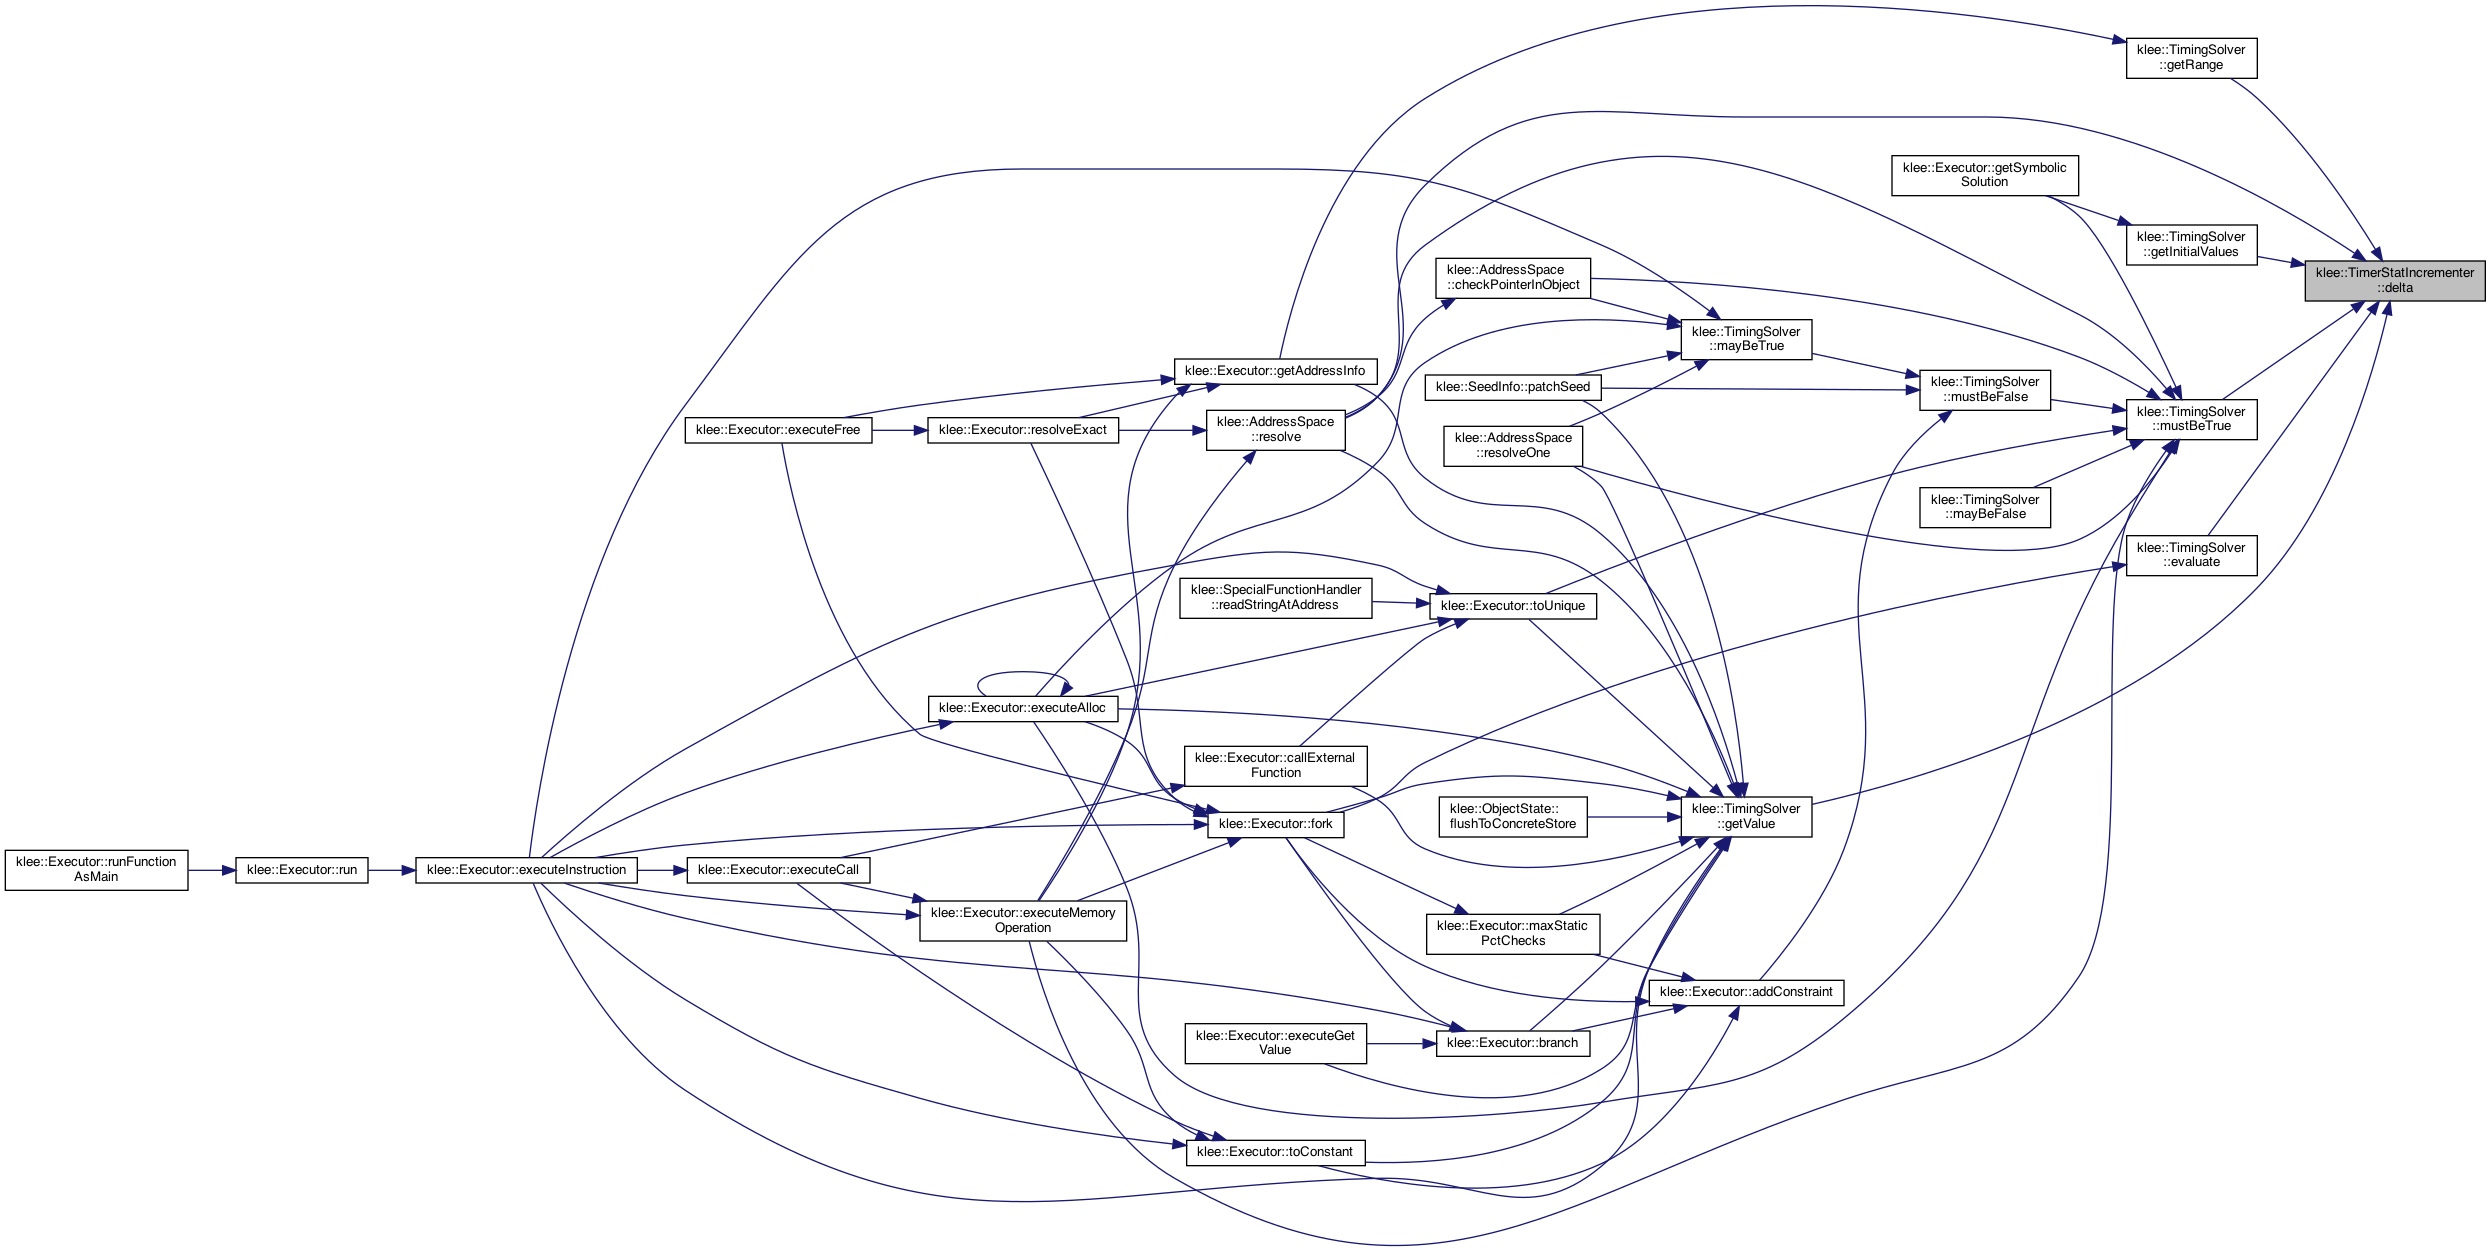 klee::TimingSolver
::getRange
klee::Executor::getSymbolic
Solution
klee::TimingSolver
::getInitialValues
klee::TimerStatIncrementer
::delta
klee::AddressSpace
::checkPointerInObject
klee::TimingSolver
::mayBeTrue
klee::Executor::getAddressInfo
klee::SeedInfo::patchSeed
klee::TimingSolver
::mustBeFalse
klee::TimingSolver
::mustBeTrue
klee::Executor::executeFree
klee::Executor::resolveExact
klee::AddressSpace
::resolve
klee::AddressSpace
::resolveOne
klee::TimingSolver
::mayBeFalse
klee::TimingSolver
::evaluate
klee::SpecialFunctionHandler
::readStringAtAddress
klee::Executor::toUnique
klee::Executor::executeAlloc
klee::Executor::callExternal
Function
klee::ObjectState::
flushToConcreteStore
klee::TimingSolver
::getValue
klee::Executor::fork
klee::Executor::runFunction
AsMain
klee::Executor::run
klee::Executor::executeInstruction
klee::Executor::executeCall
klee::Executor::executeMemory
Operation
klee::Executor::maxStatic
PctChecks
klee::Executor::addConstraint
klee::Executor::executeGet
Value
klee::Executor::branch
klee::Executor::toConstant